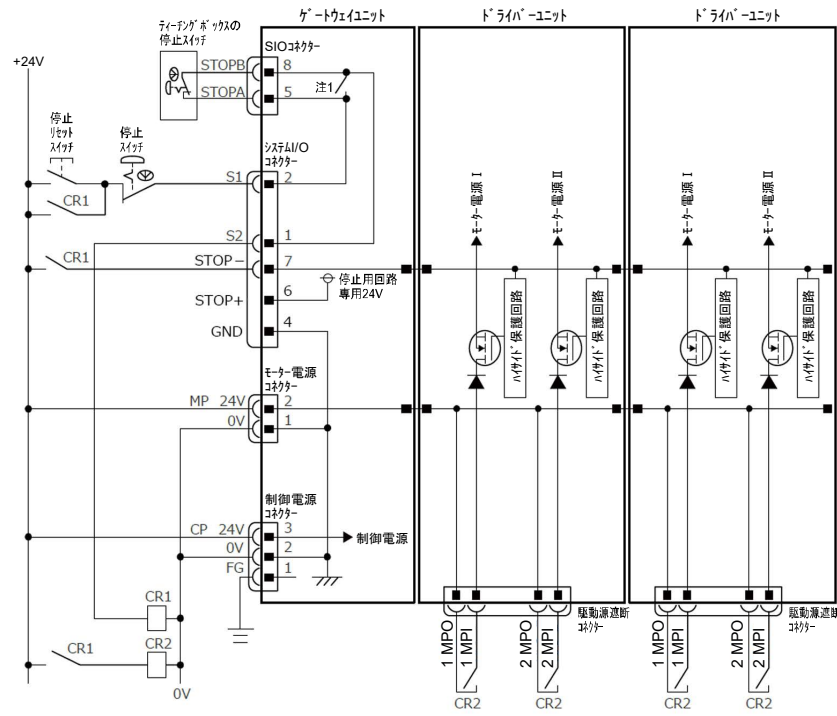 ゲートウェイユニット
ドライバーユニット
ドライバーユニット
ティーチングボックスの
停止スイッチ
SIOコネクター
+24V
STOPB
8
STOPA
5
注1
停止
リセット
スイッチ
停止
スイッチ
システムI/O
コネクター
S1
2
CR1
S2
1
CR1
STOP−
7
STOP+
6
停止用回路
専用24V
GND
4
モーター電源Ⅰ
モーター電源Ⅱ
モーター電源Ⅰ
モーター電源Ⅱ
ハイサイド保護回路
ハイサイド保護回路
ハイサイド保護回路
ハイサイド保護回路
モーター電源
コネクター
MP 24V
2
0V
1
制御電源
コネクター
CP 24V
3
制御電源
0V
2
FG
1
CR1
CR1
CR2
0V
駆動源遮断
コネクター
1 MPO
1 MPI
2 MPO
2 MPI
CR2
CR2
駆動源遮断
コネクター
1 MPO
1 MPI
2 MPO
2 MPI
CR2
CR2